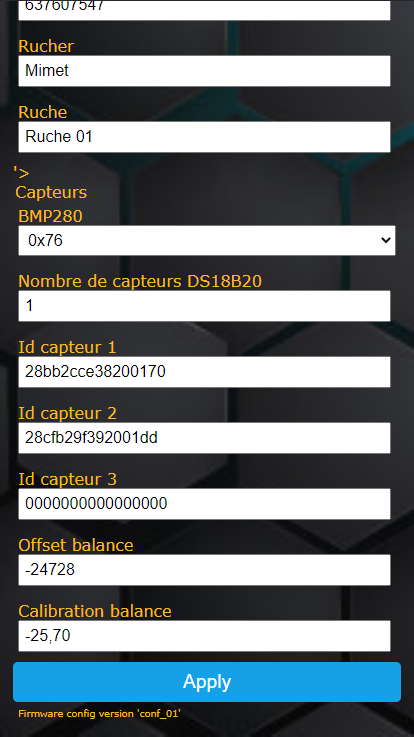 637607547
Rucher
Mimet
Ruche
Ruche 01
'>
Capteurs
BMP280
0x76
Nombre de capteurs DS18B20
1
Id capteur 1
28bb2cce38200170
Id capteur 2
28cfb29f392001dd
Id capteur 3
0000000000000000
Offset balance
-24728
Calibration balance
-25,70
Apply
Firmware config version 'conf_01'